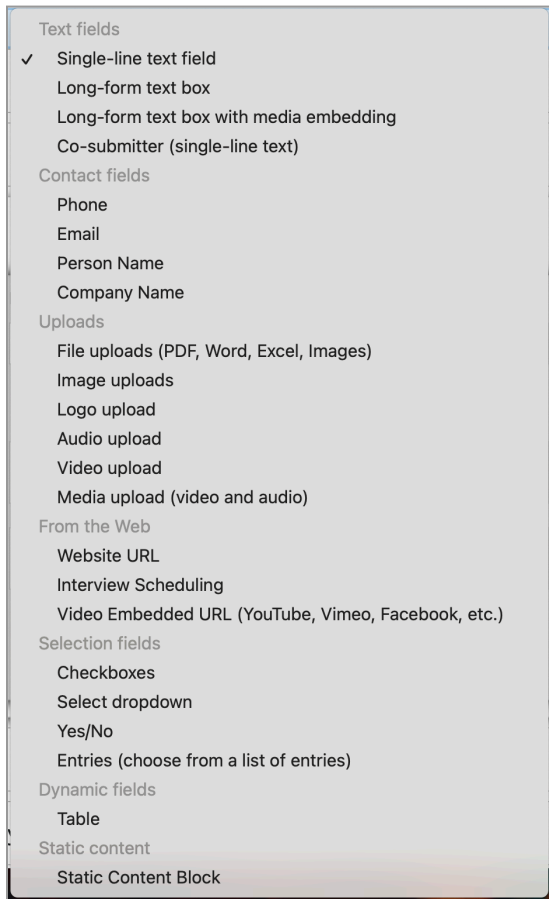 Text fields
✓ Single-line text field
Long-form text box
Long-form text box with media embedding
Co-submitter (single-line text)
Contact fields
Phone
Email
Person Name
Company Name
Uploads
File uploads (PDF, Word, Excel, Images)
Image uploads
Logo upload
Audio upload
Video upload
Media upload (video and audio)
From the Web
Website URL
Interview Scheduling
Video Embedded URL (YouTube, Vimeo, Facebook, etc.)
Selection fields
Checkboxes
Select dropdown
Yes/No
Entries (choose from a list of entries)
Dynamic fields
Table
Static content
Static Content Block